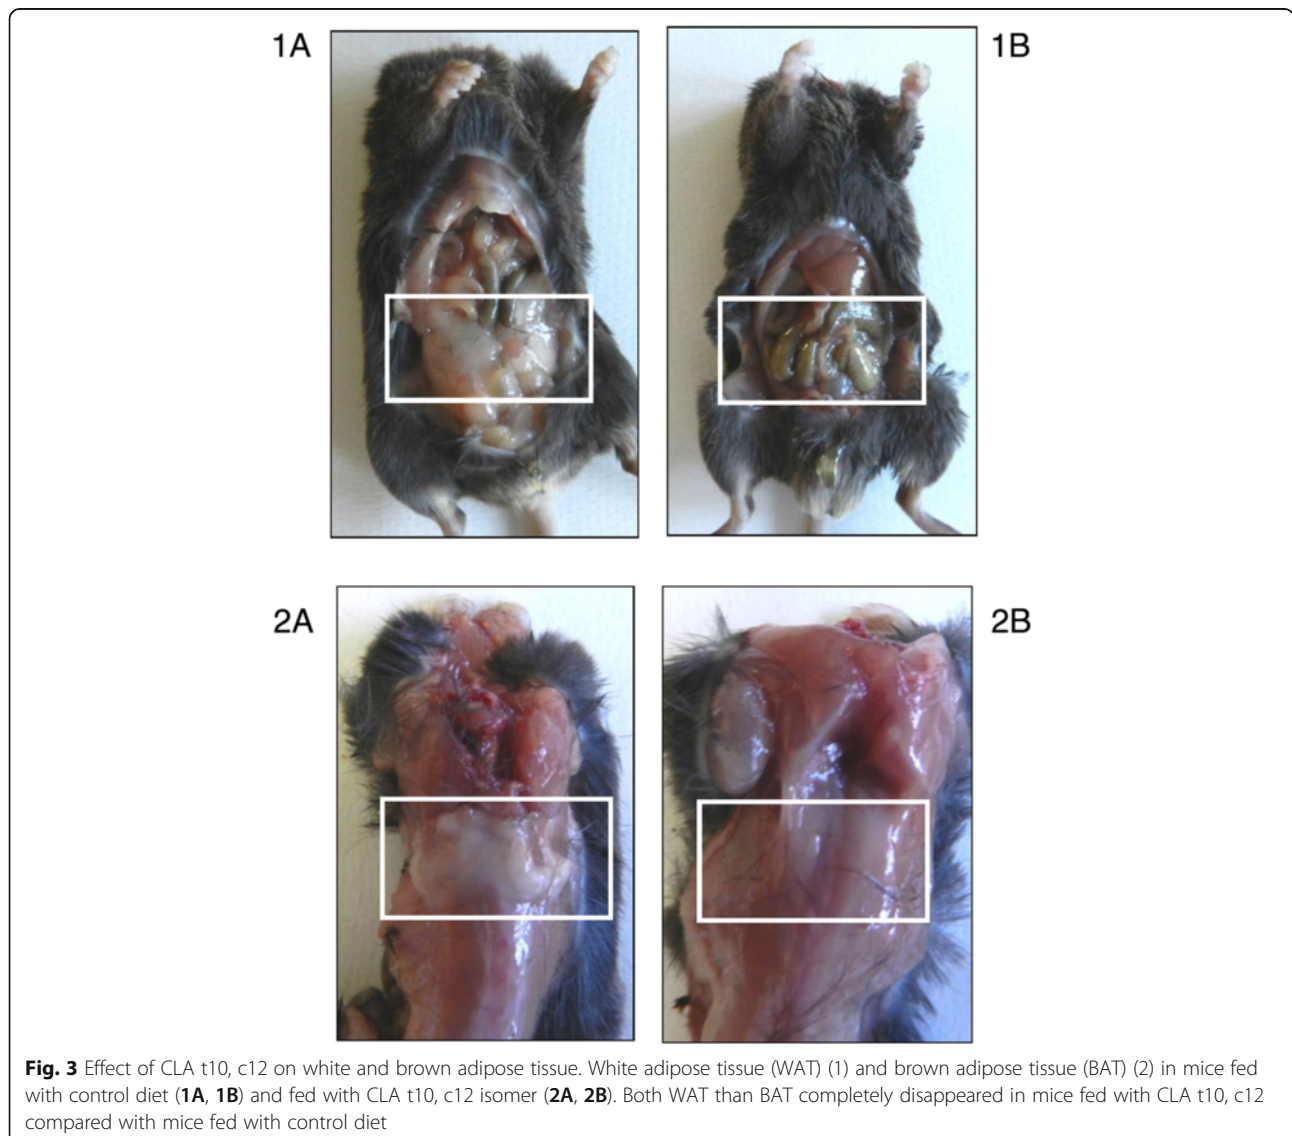 1A
1B
2A
2B
Fig. 3 Effect of CLA t10, c12 on white and brown adipose tissue. White adipose tissue (WAT) (1) and brown adipose tissue (BAT) (2) in mice fed
with control diet (1A, 1B) and fed with CLA t10, c12 isomer (2A, 2B). Both WAT than BAT completely disappeared in mice fed with CLA t10, c12
compared with mice fed with control diet